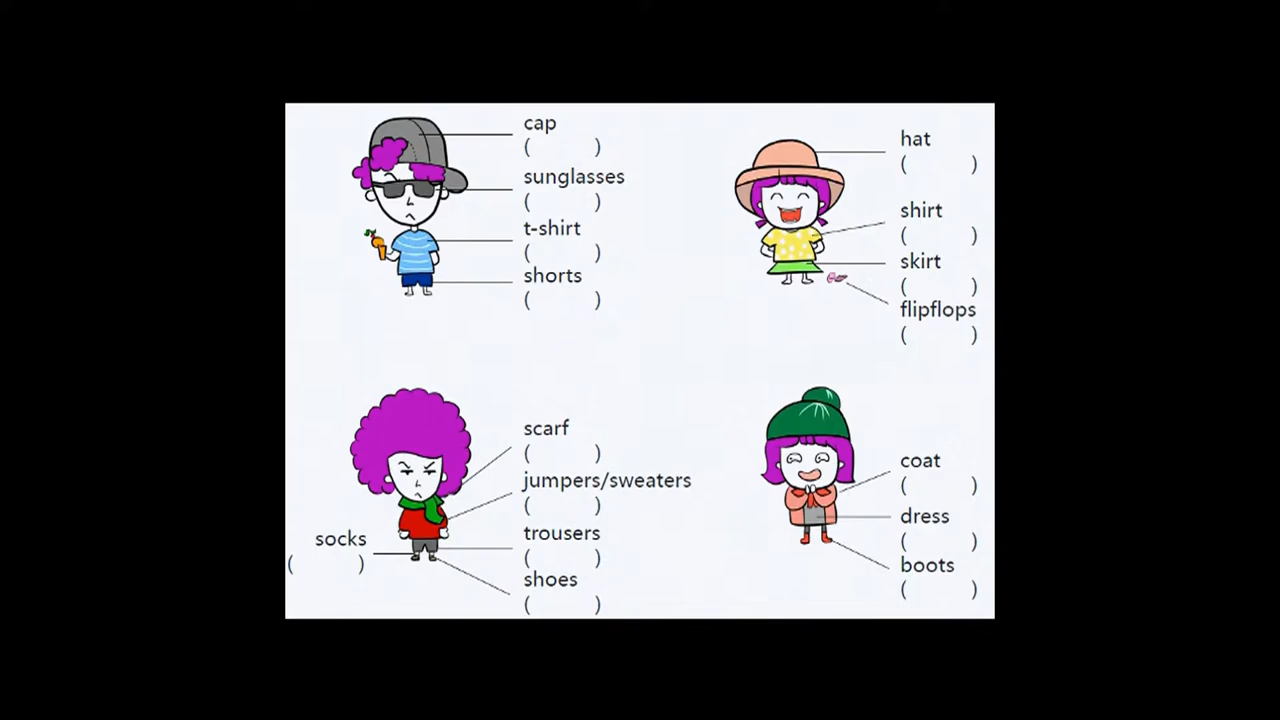 cap
( )
sunglasses
( )
t-shirt
( )
shorts
( )
hat
( )
shirt
( )
skirt
( )
flipflops
( )
scarf
( )
jumpers/sweaters
( )
trousers
( )
shoes
( )
socks
( )
coat
( )
dress
( )
boots
( )